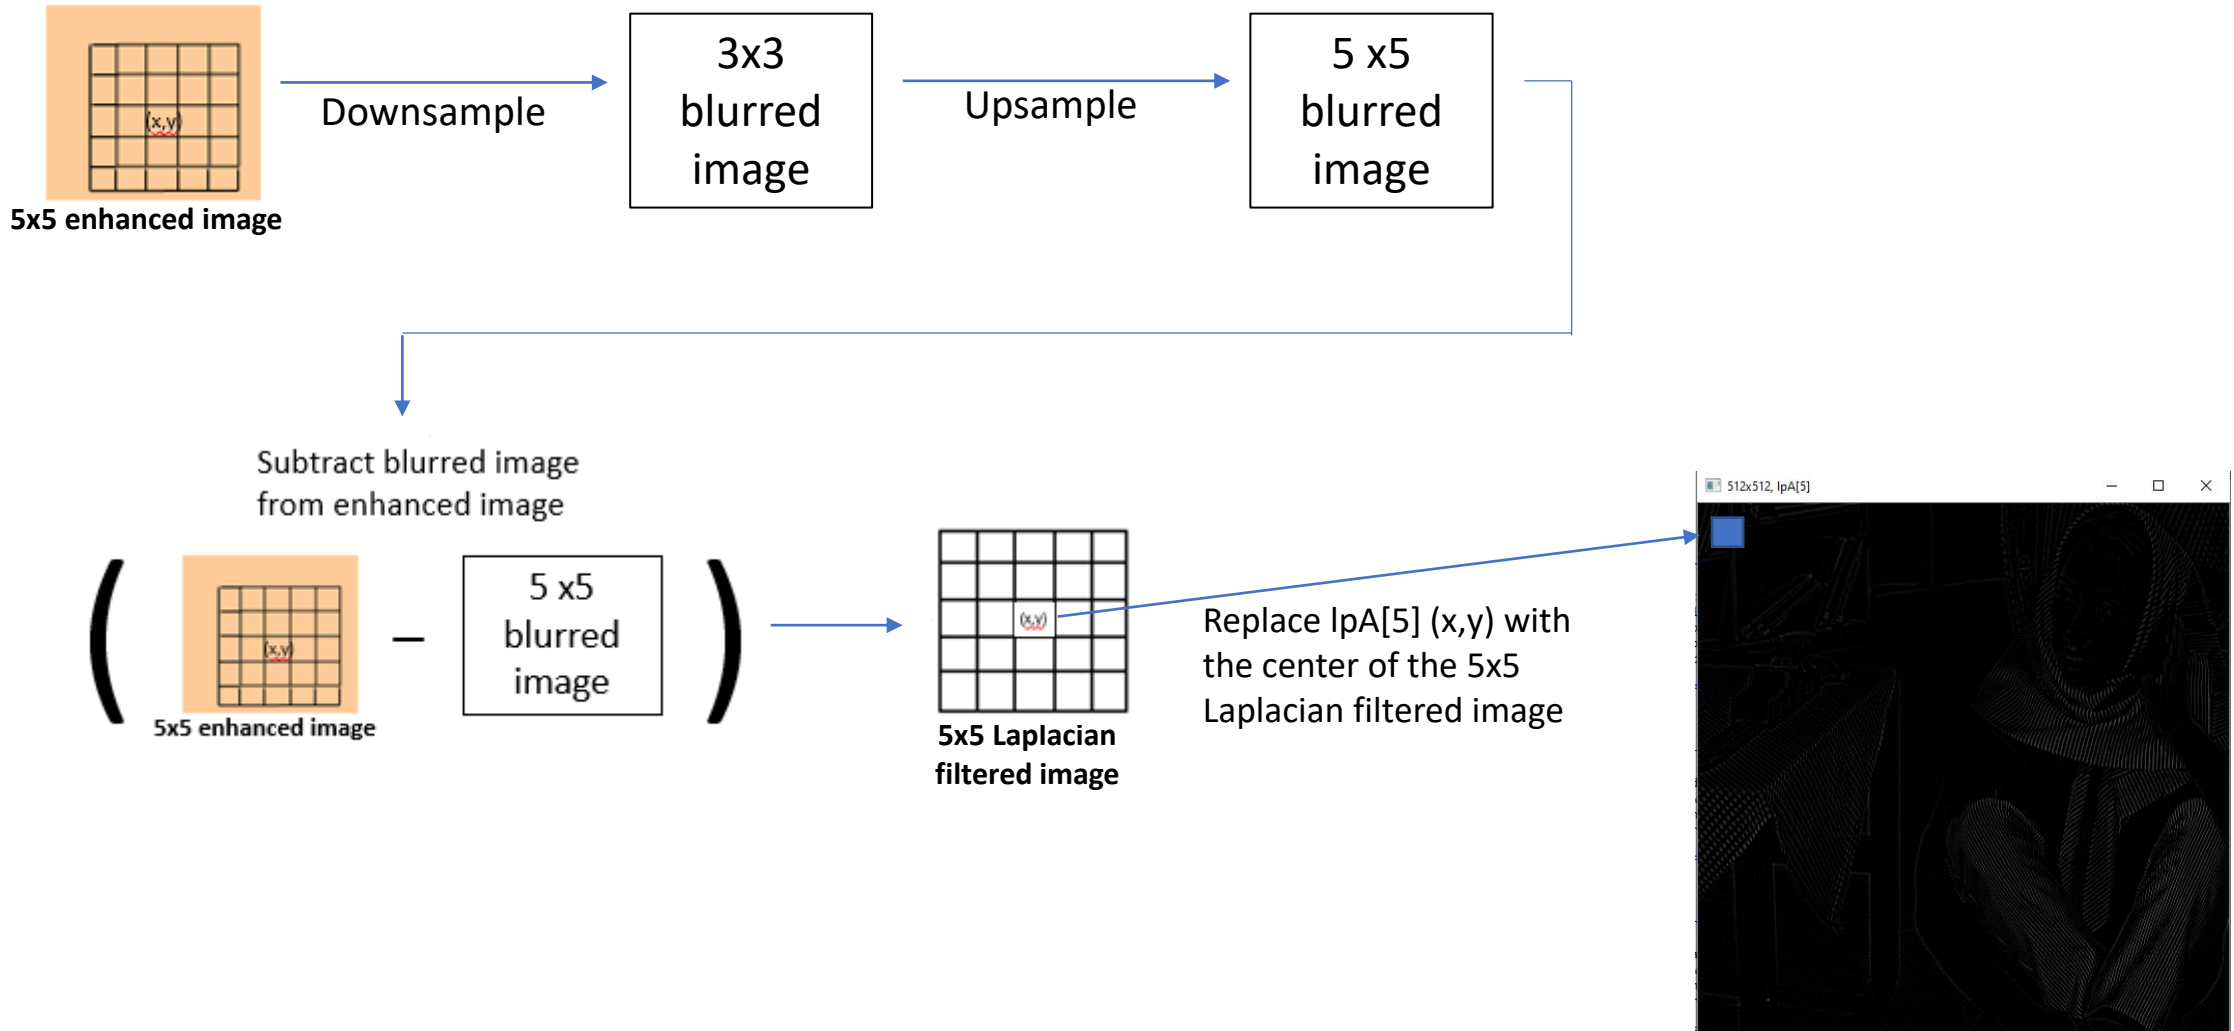 (x,y)
5x5 enhanced image
Downsample
3x3
blurred
image
Upsample
5 x5
blurred
image
Subtract blurred image
from enhanced image
(
(x,y)
5x5 enhanced image
–
5 x5
blurred
image
)
(x,y)
5x5 Laplacian
filtered image
Replace lpA[5] (x,y) with
the center of the 5x5
Laplacian filtered image
512x512, lpA[5]